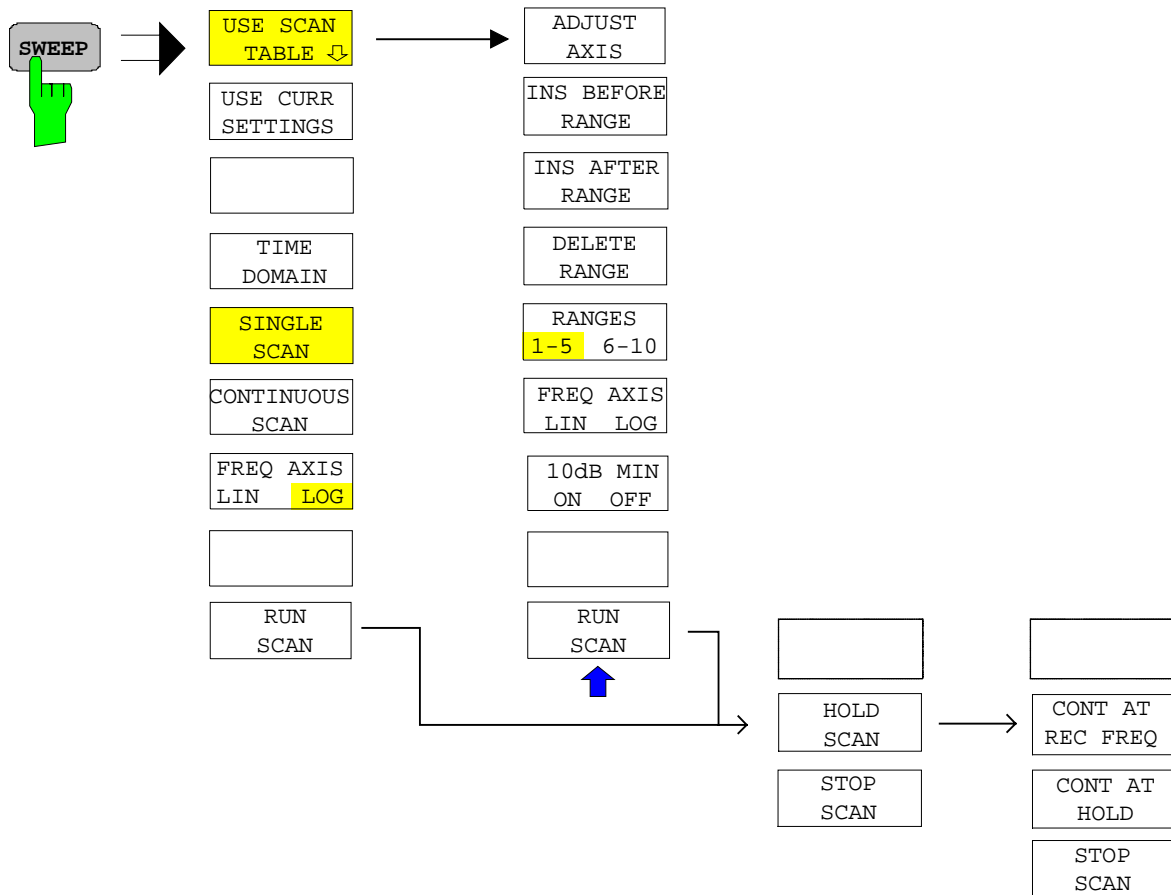 SWEEP
USE SCAN
TABLE
USE CURR
SETTINGS
TIME
DOMAIN
SINGLE
SCAN
CONTINUOUS
SCAN
FREQ AXIS
LIN LOG
RUN
SCAN
ADJUST
AXIS
INS BEFORE
RANGE
INS AFTER
RANGE
DELETE
RANGE
RANGES
1-5 6-10
FREQ AXIS
LIN LOG
10dB MIN
ON OFF
RUN
SCAN
HOLD
SCAN
STOP
SCAN
CONT AT
REC FREQ
CONT AT
HOLD
STOP
SCAN